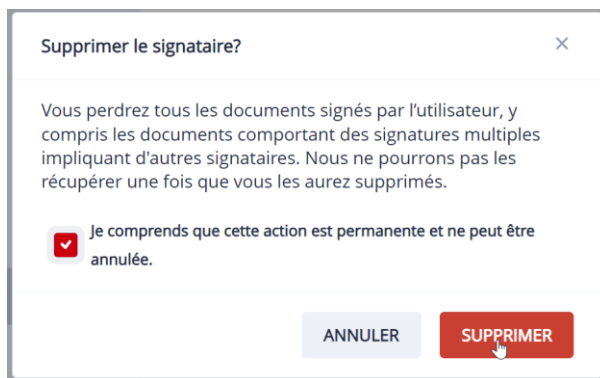 Supprimer le signataire?
Vous perdrez tous les documents signés par l’utilisateur, y
compris les documents comportant des signatures multiples
impliquant d'autres signataires. Nous ne pourrons pas les
récupérer une fois que vous les aurez supprimés.
Je comprends que cette action est permanente et ne peut être
annulée.
ANNULER
SUPPRIMER